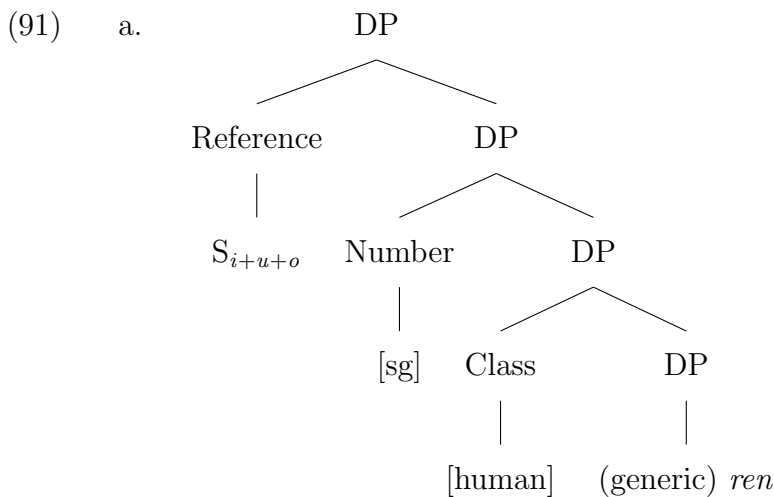 (91) a. DP
Reference DP
S_{i+u+o} Number DP
[sg] Class DP
[human] (generic) ren